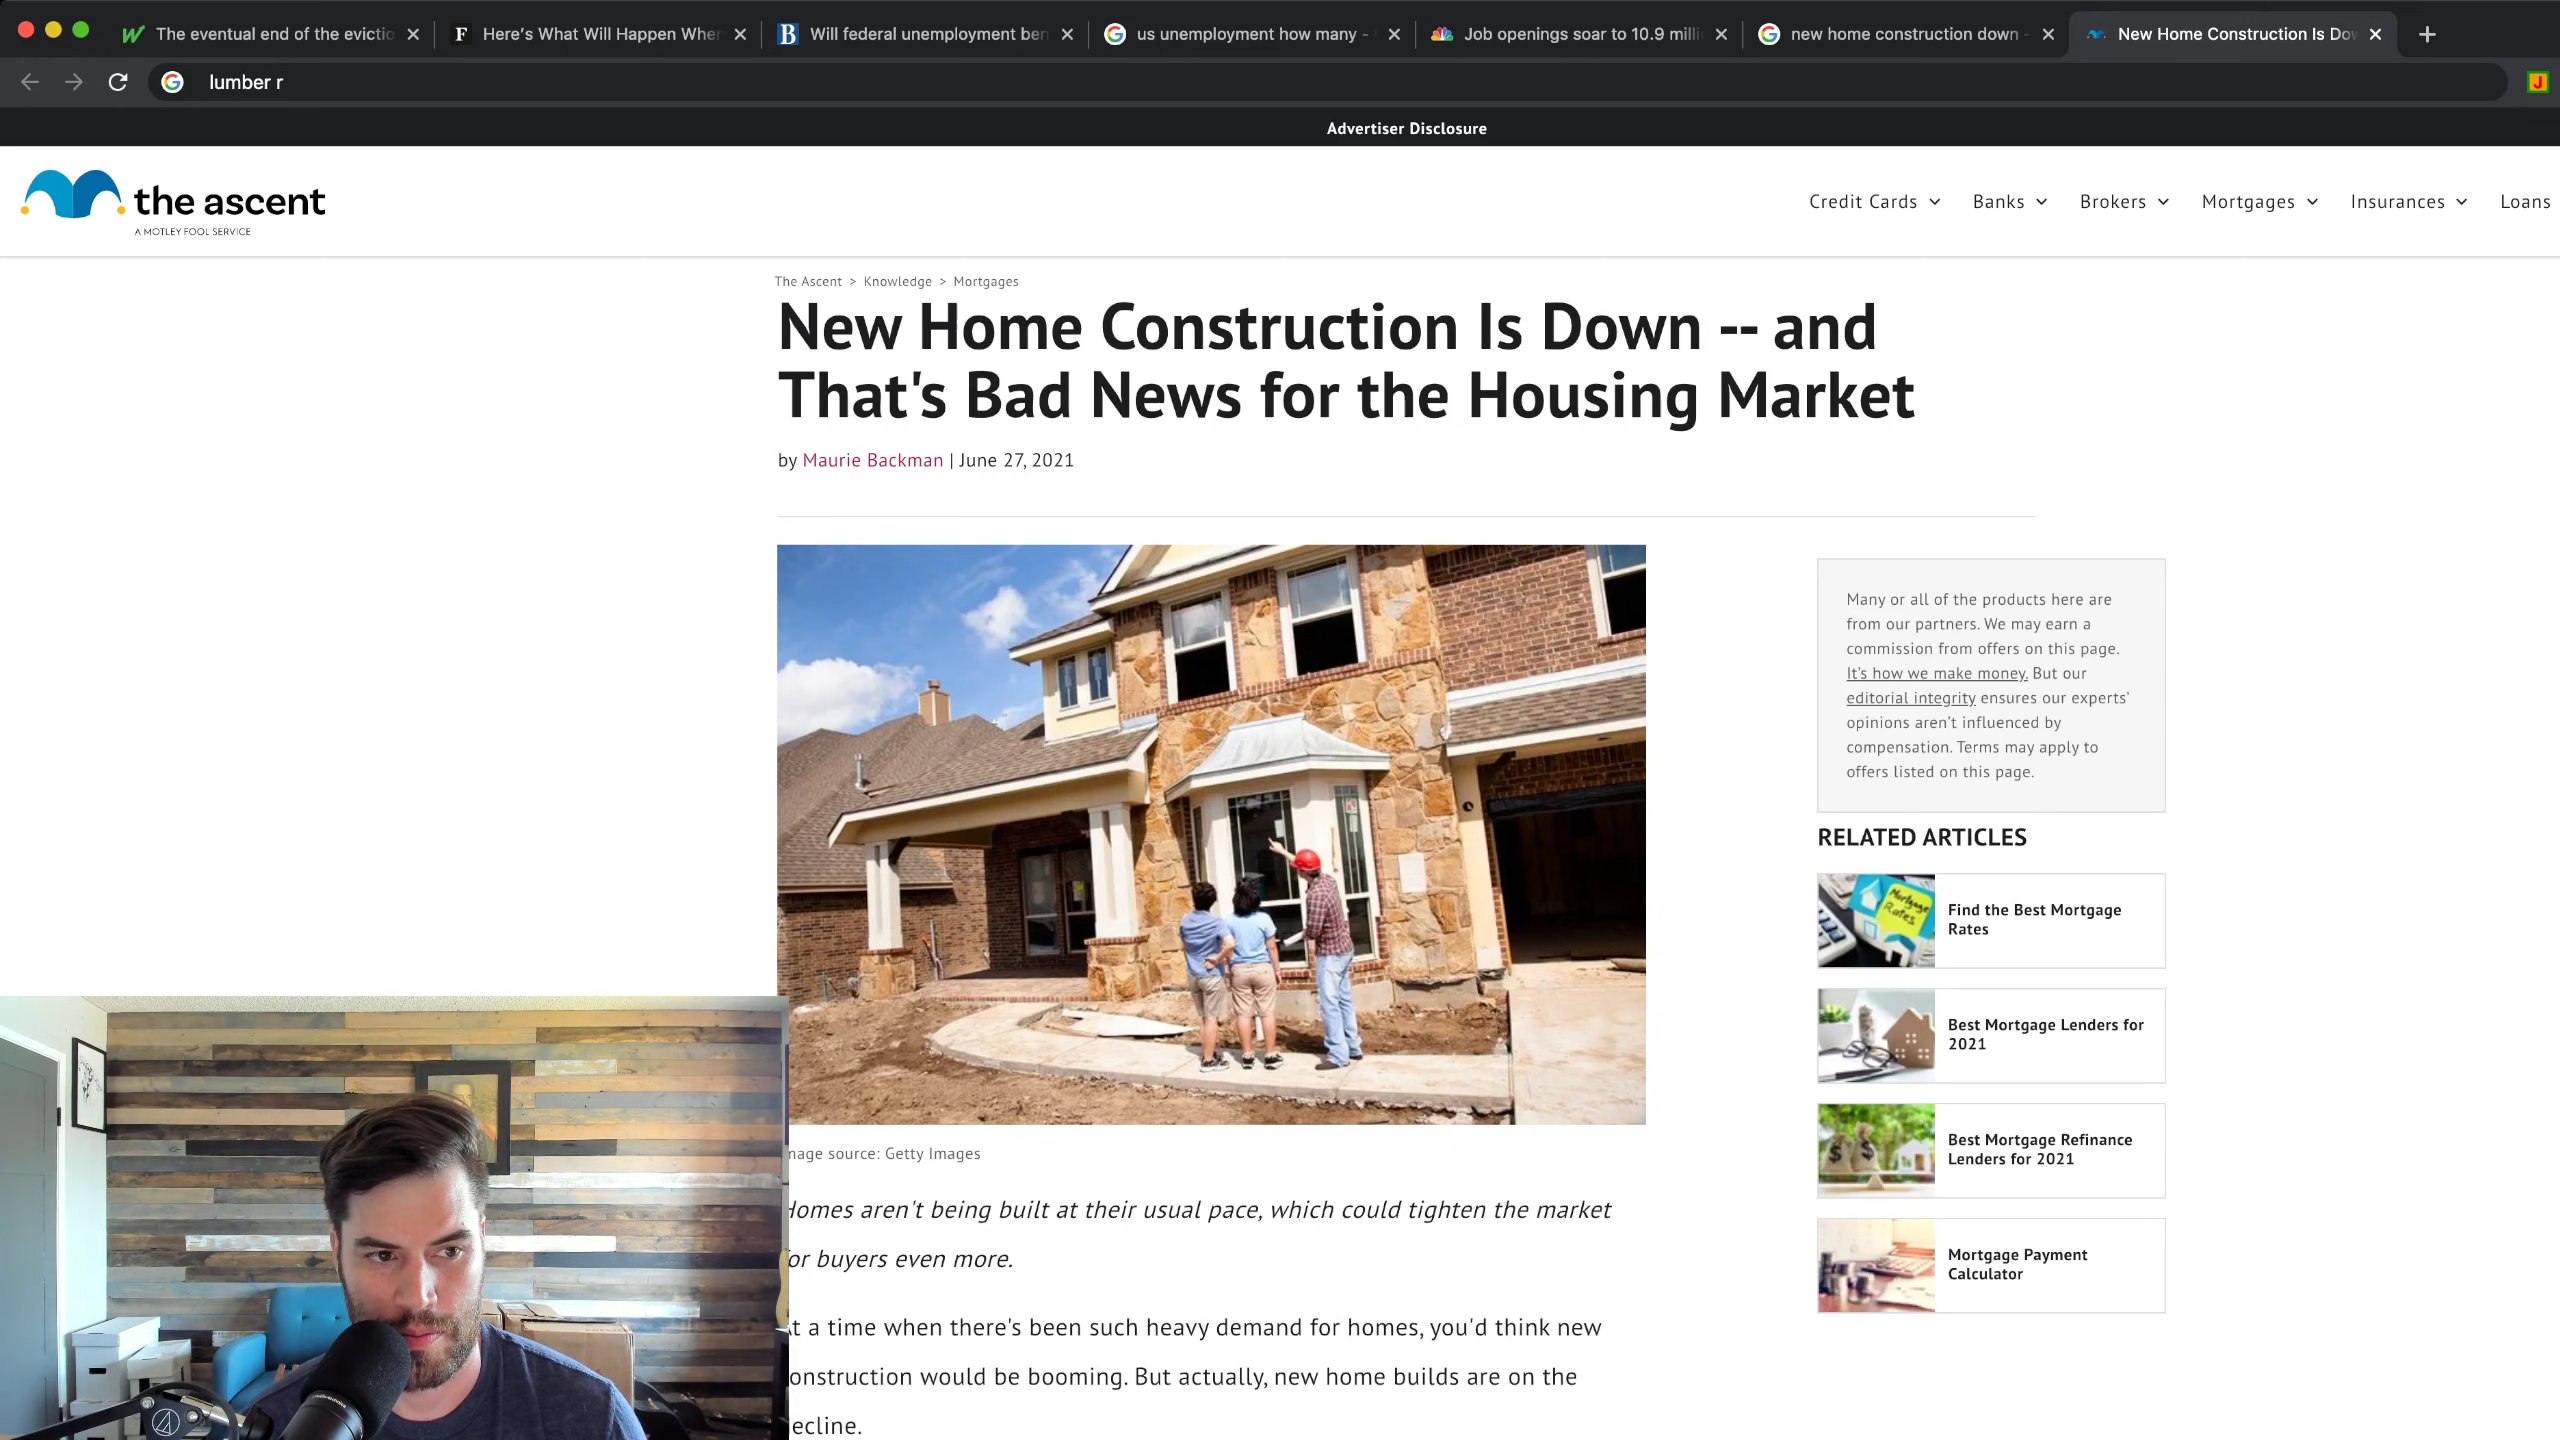 The eventual end of the evictio
Here's What Will Happen When
Will federal unemployment ben
us unemployment how many -
Job openings soar to 10.9 milli
new home construction down -
New Home Construction Is Dov
lumber r
J
Advertiser Disclosure
the ascent
A MOTLEY FOOL SERVICE
Credit Cards
Banks
Brokers
Mortgages
Insurances
Loans
The Ascent > Knowledge > Mortgages
New Home Construction Is Down -- and
That's Bad News for the Housing Market
by Maurie Backman | June 27, 2021
Many or all of the products here are
from our partners. We may earn a
commission from offers on this page.
It's how we make money. But our
editorial integrity ensures our experts'
opinions aren't influenced by
compensation. Terms may apply to
offers listed on this page.
RELATED ARTICLES
Mortgage
Rates
Find the Best Mortgage
Rates
Best Mortgage Lenders for
2021
Best Mortgage Refinance
Lenders for 2021
Mortgage Payment
Calculator
mage source: Getty Images
Homes aren't being built at their usual pace, which could tighten the market
or buyers even more.
At a time when there's been such heavy demand for homes, you'd think new
onstruction would be booming. But actually, new home builds are on the
ecline.